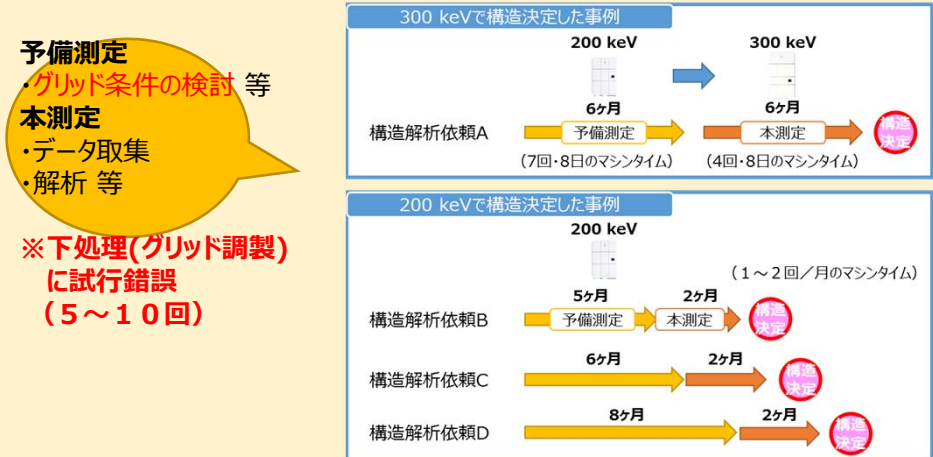 予備測定
・グリッド条件の検討 等
本測定
・データ取集
・解析 等
※下処理(グリッド調製)
に試行錯誤
（５～１０回）
300 keVで構造決定した事例
200 keV
300 keV
6ヶ月
6ヶ月
構造解析依頼A
予備測定
本測定
構造
決定
（7回・8日のマシンタイム）
（4回・8日のマシンタイム）
200 keVで構造決定した事例
200 keV
（１～２回／月のマシンタイム）
5ヶ月
2ヶ月
構造解析依頼B
予備測定
本測定
構造
決定
6ヶ月
2ヶ月
構造解析依頼C
構造
決定
8ヶ月
2ヶ月
構造解析依頼D
構造
決定